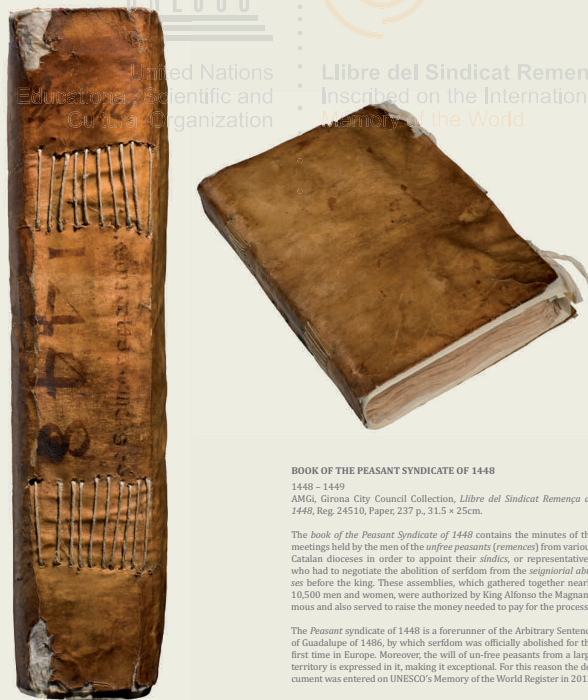 UNESCO
United Nations
Educational, Scientific and
Cultural Organization
Llibre del Sindicat Remen
Inscribed on the Internation
Memory of the World
1448
BOOK OF THE PEASANT SYNDICATE OF 1448
1448 – 1449
AMGi, Girona City Council Collection, Llibre del Sindicat Remença d
1448, Reg. 24510, Paper, 237 p., 31.5 × 25cm.
The book of the Peasant Syndicate of 1448 contains the minutes of th
meetings held by the men of the unfree peasants (remences) from variou
Catalan dioceses in order to appoint their síndics, or representative
who had to negotiate the abolition of serfdom from the seigniorial abu
ses before the king. These assemblies, which gathered together nearl
10,500 men and women, were authorized by King Alfonso the Magnan
mous and also served to raise the money needed to pay for the process
The Peasant syndicate of 1448 is a forerunner of the Arbitrary Sentenc
of Guadalupe of 1486, by which serfdom was officially abolished for th
first time in Europe. Moreover, the will of un-free peasants from a larg
territory is expressed in it, making it exceptional. For this reason the do
cument was entered on UNESCO's Memory of the World Register in 201